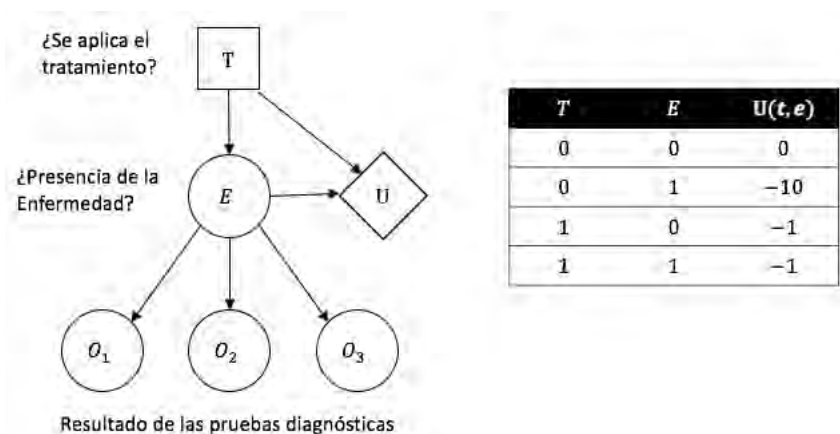 ¿Se aplica el
tratamiento?
T
¿Presencia de la
Enfermedad?
E
U
O₁
O₂
O₃
Resultado de las pruebas diagnósticas
T E U(t, e)
0 0 0
0 1 −10
1 0 −1
1 1 −1